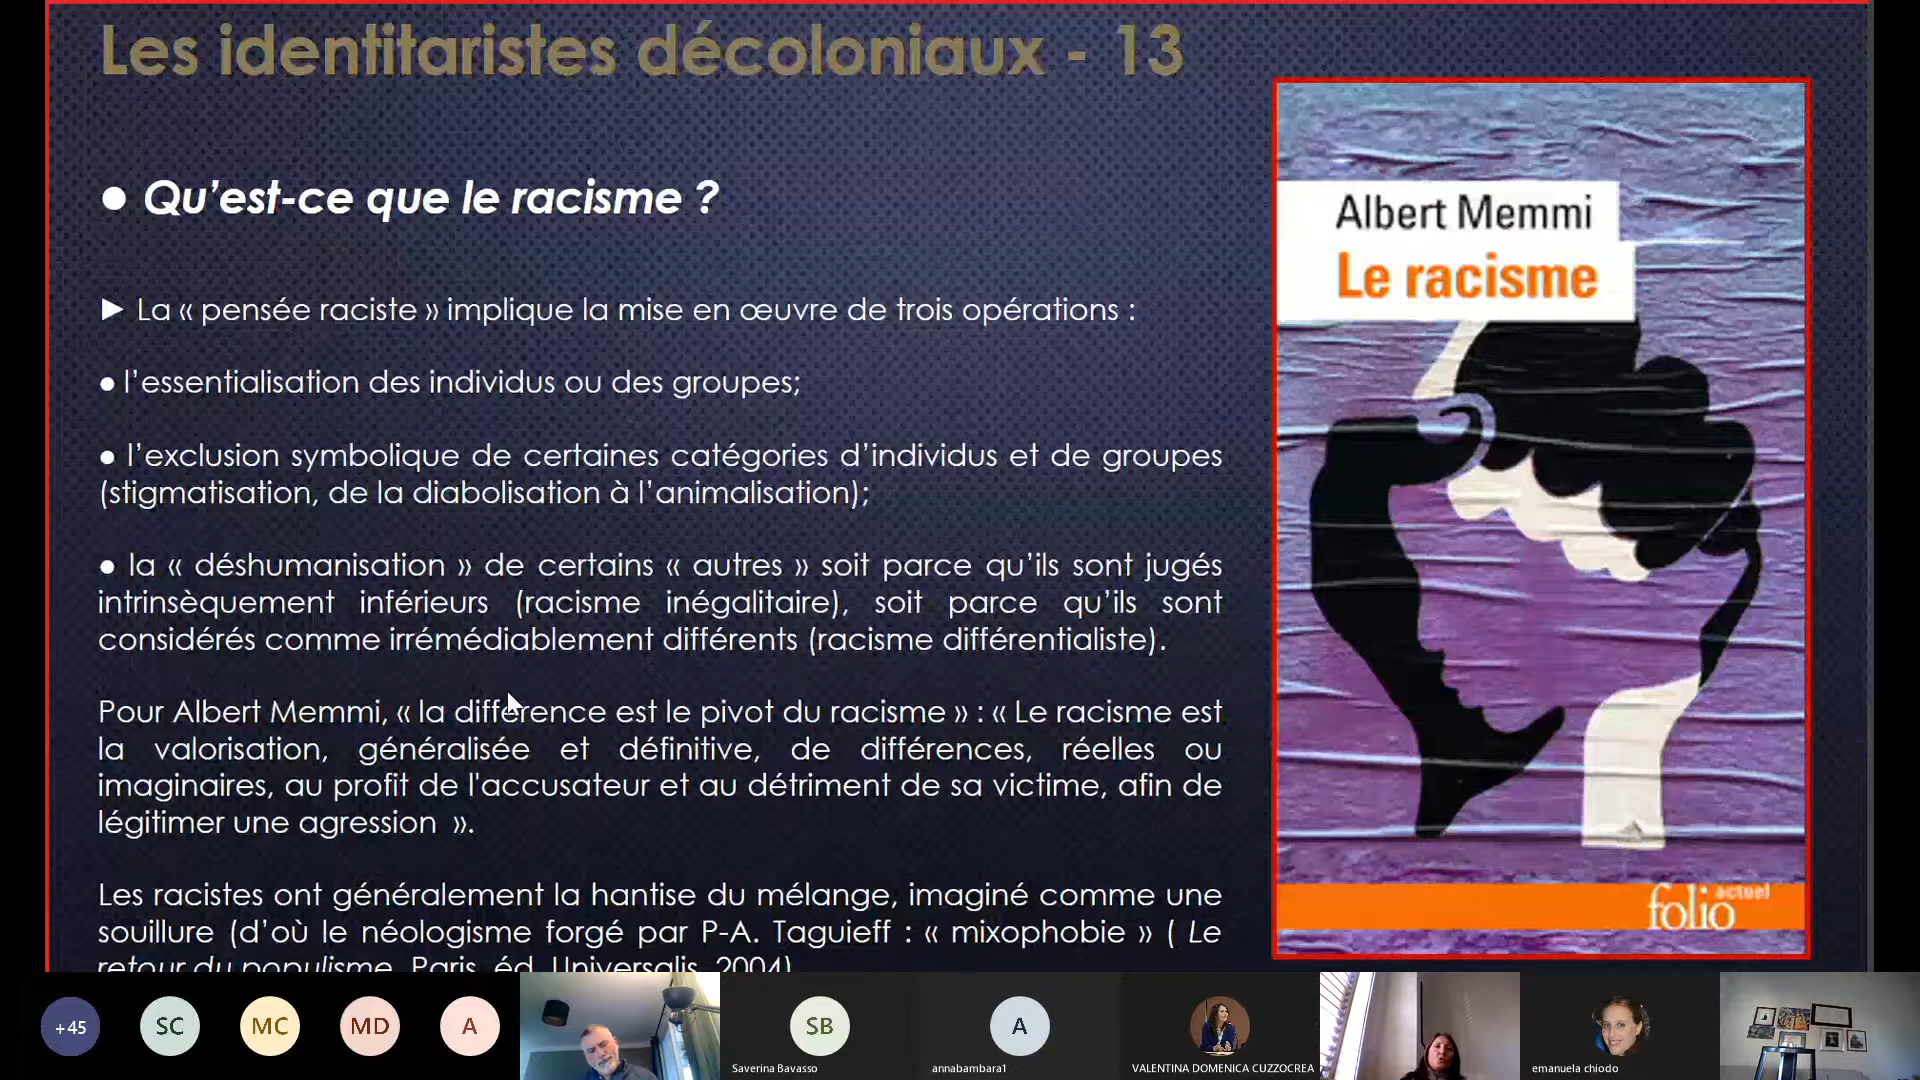 Les identitaristes décoloniaux - 13
● Qu’est-ce que le racisme ?
► La « pensée raciste » implique la mise en œuvre de trois opérations :
● l’essentialisation des individus ou des groupes;
● l’exclusion symbolique de certaines catégories d’individus et de groupes
(stigmatisation, de la diabolisation à l’animalisation);
● la « déshumanisation » de certains « autres » soit parce qu’ils sont jugés
intrinsèquement inférieurs (racisme inégalitaire), soit parce qu’ils sont
considérés comme irrémédiablement différents (racisme différentialiste).
Pour Albert Memmi, « la différence est le pivot du racisme » : « Le racisme est
la valorisation, généralisée et définitive, de différences, réelles ou
imaginaires, au profit de l'accusateur et au détriment de sa victime, afin de
légitimer une agression ».
Les racistes ont généralement la hantise du mélange, imaginé comme une
souillure (d’où le néologisme forgé par P-A. Taguieff : « mixophobie » ( Le
retour du populisme, Paris, éd. Universalis, 2004)
Albert Memmi
Le racisme
folio actuel
+45
SC
MC
MD
A
SB
Saverina Bavasso
A
annabambara1
VALENTINA DOMENICA CUZZOCREA
emanuela chiodo